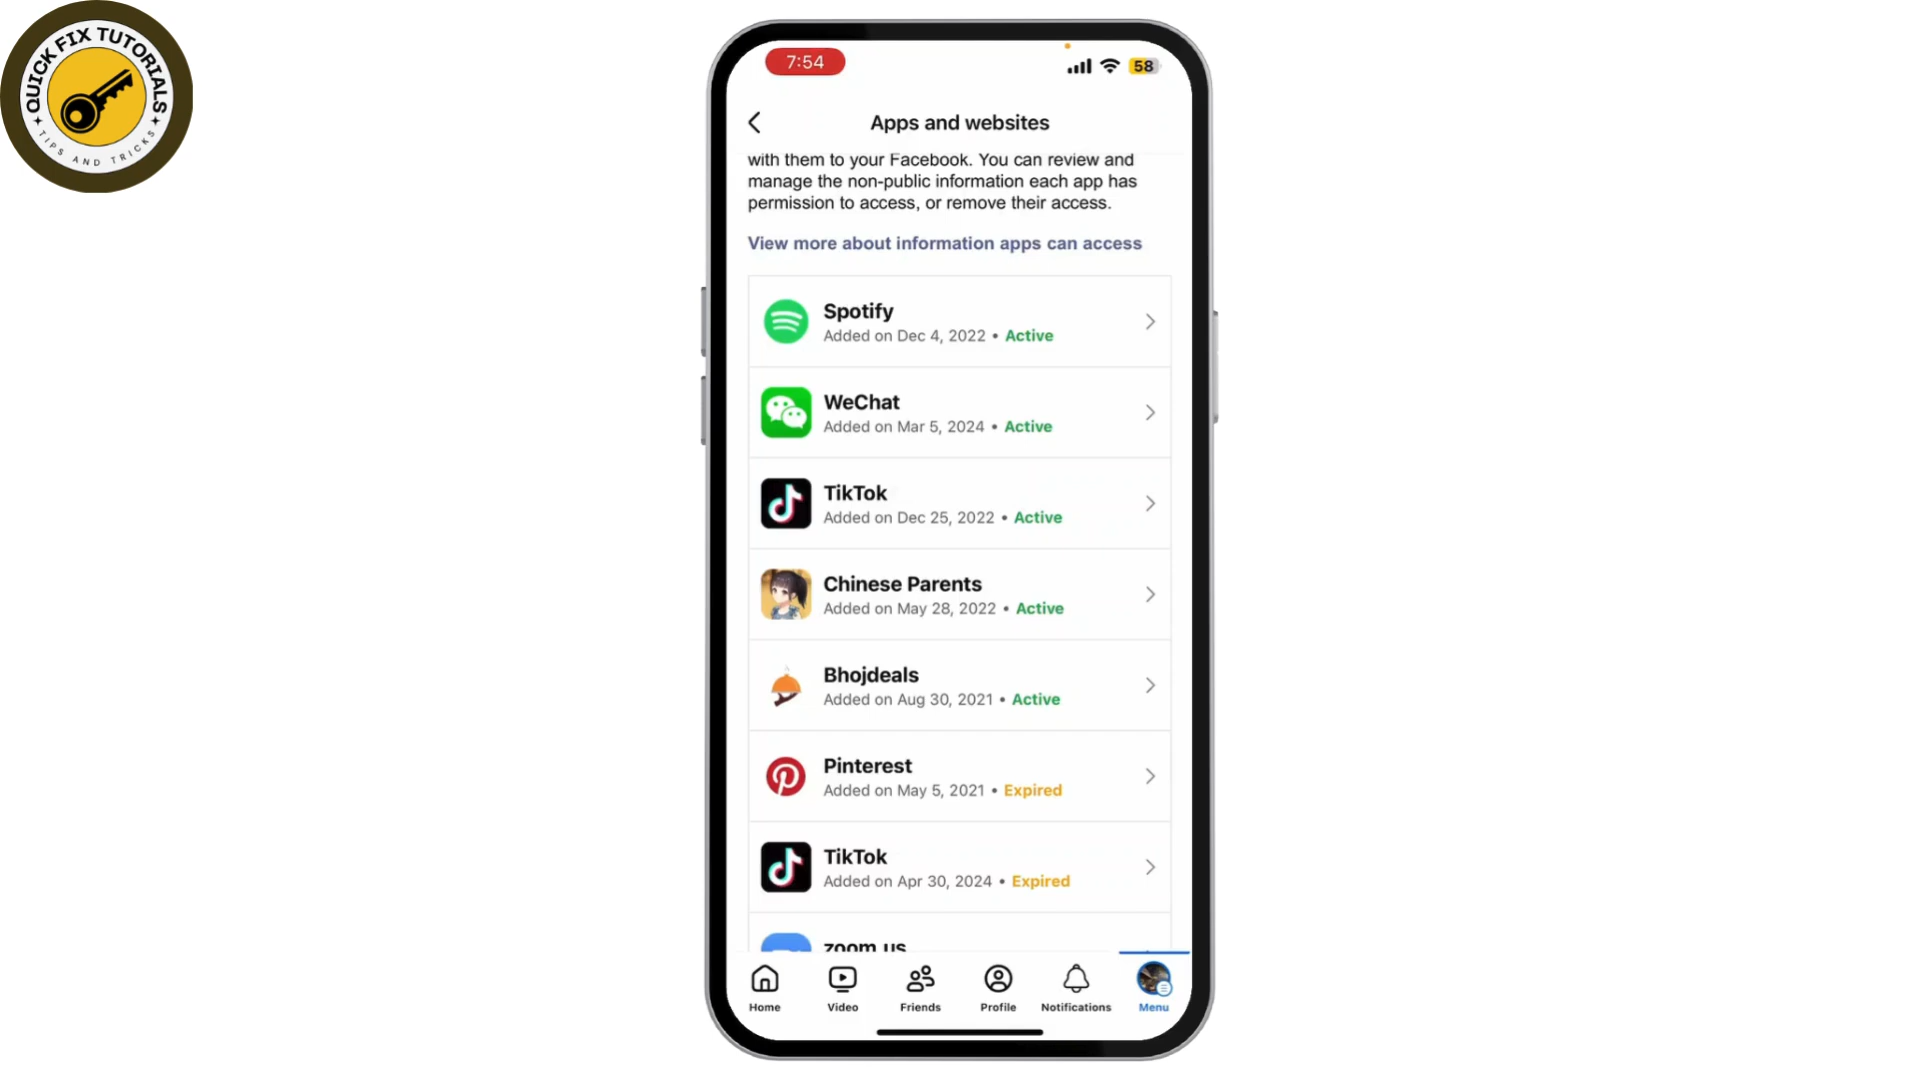 QUICK FIX TUTORIALS
TIPS AND TRICKS
7:54
58
Apps and websites
with them to your Facebook. You can review and
manage the non-public information each app has
permission to access, or remove their access.
View more about information apps can access
Spotify
Added on Dec 4, 2022 • Active
WeChat
Added on Mar 5, 2024 • Active
TikTok
Added on Dec 25, 2022 • Active
Chinese Parents
Added on May 28, 2022 • Active
Bhojdeals
Added on Aug 30, 2021 • Active
Pinterest
Added on May 5, 2021 • Expired
TikTok
Added on Apr 30, 2024 • Expired
zoom.us
Home
Video
Friends
Profile
Notifications
Menu